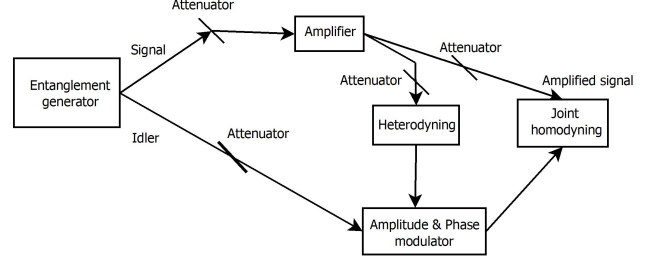 Attenuator
Amplifier
Signal
Attenuator
Attenuator
Amplified signal
Entanglement
generator
Idler
Attenuator
Heterodyning
Joint
homodyning
Amplitude & Phase
modulator